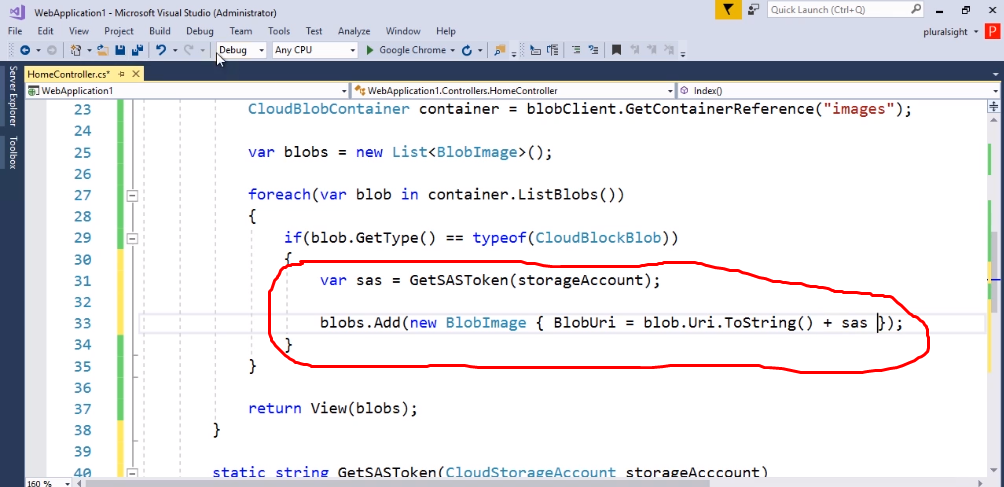 WebApplication1 - Microsoft Visual Studio (Administrator)
Quick Launch (Ctrl+Q)
File Edit View Project Build Debug Team Tools Test Analyze Window Help
pluralsight
P
Debug Any CPU Google Chrome
Server Explorer
Toolbox
HomeController.cs*
WebApplication1 WebApplication1.Controllers.HomeController Index()
23 CloudBlobContainer container = blobClient.GetContainerReference("images");
24
25 var blobs = new List<BlobImage>();
26
27 foreach(var blob in container.ListBlobs())
28 {
29 if(blob.GetType() == typeof(CloudBlockBlob))
30 {
31 var sas = GetSASToken(storageAccount);
32
33 blobs.Add(new BlobImage { BlobUri = blob.Uri.ToString() + sas });
34 }
35 }
36
37 return View(blobs);
38 }
39
40 static string GetSASToken(CloudStorageAccount storageAcccount)
160 %